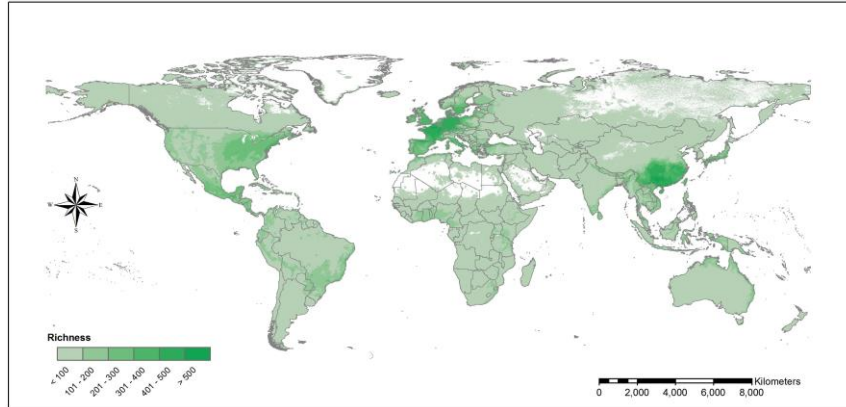 N
W E
S
Richness
< 100
101 - 200
201 - 300
301 - 400
401 - 500
> 500
Kilometers
0 2,000 4,000 6,000 8,000